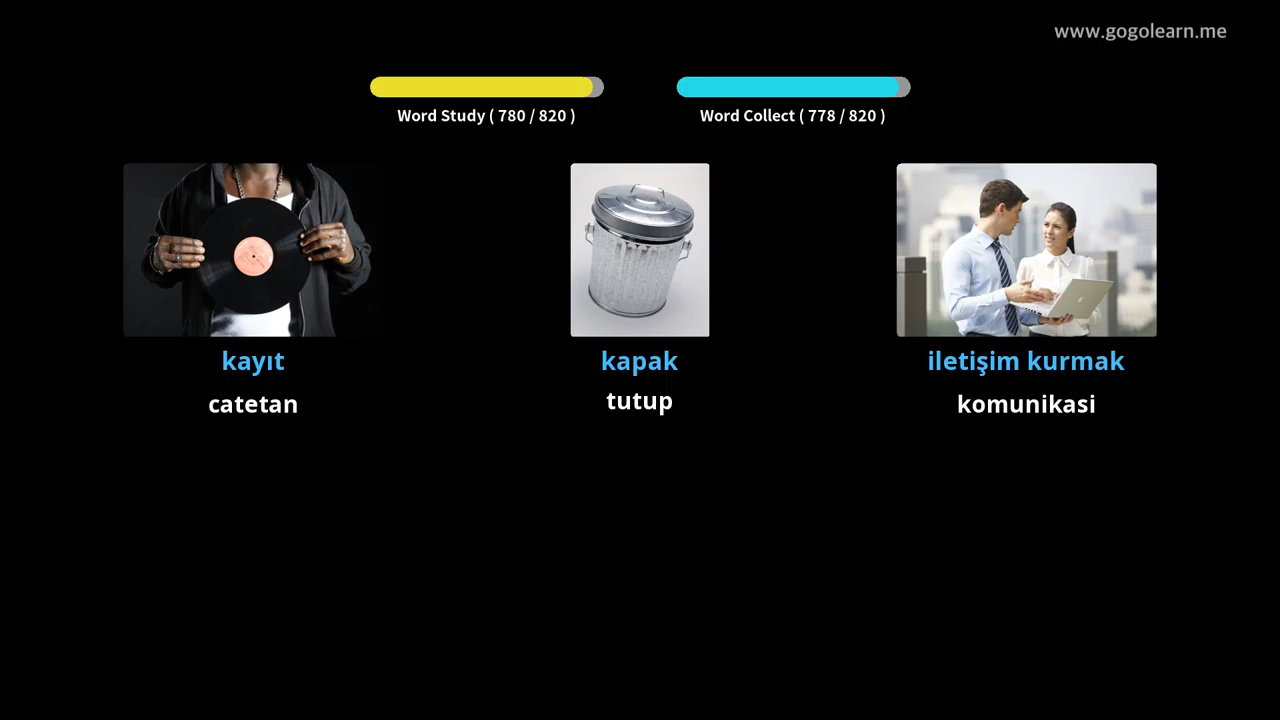 www.gogolearn.me
Word Study ( 780 / 820 )
Word Collect ( 778 / 820 )
kayıt
kapak
iletişim kurmak
catetan
tutup
komunikasi